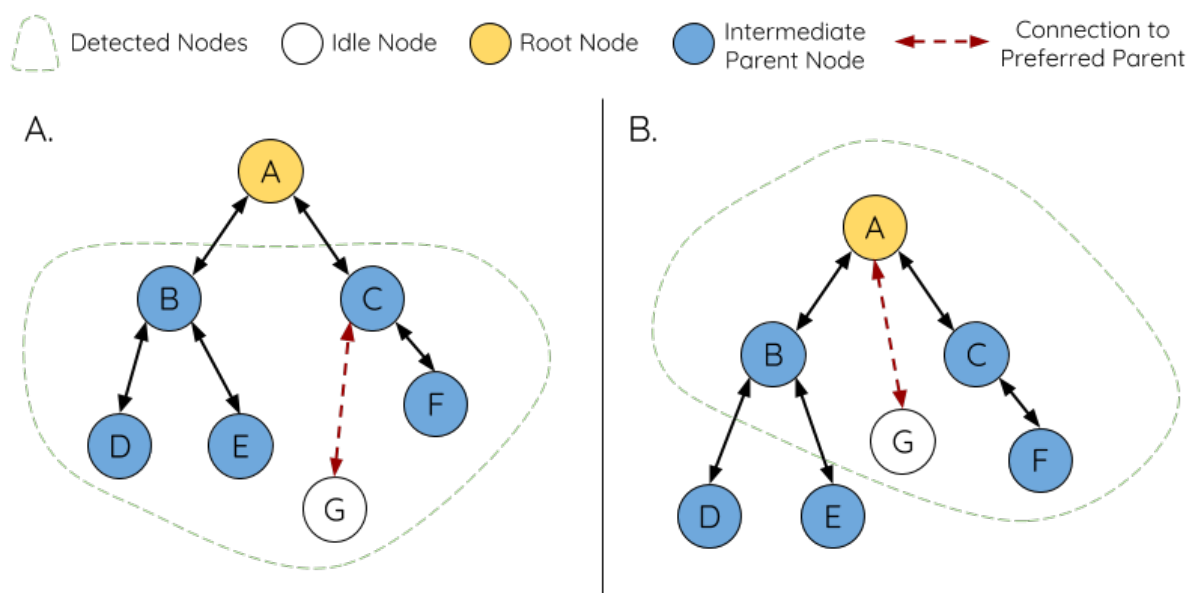 Detected Nodes
Idle Node
Root Node
Intermediate
Parent Node
Connection to
Preferred Parent
A.
A
B
C
D
E
F
G
B.
A
B
C
G
F
D
E